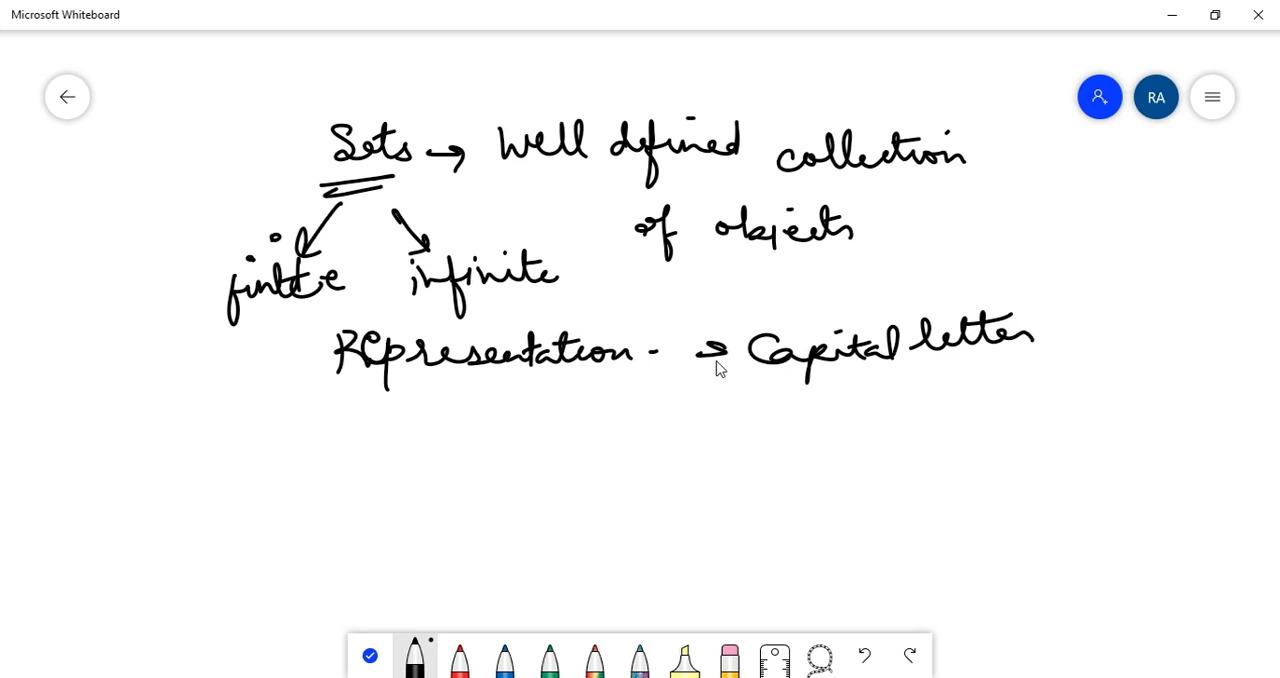 Microsoft Whiteboard
RA
Sets → Well defined collection
of objects
finite infinite
Representation - → Capital letter